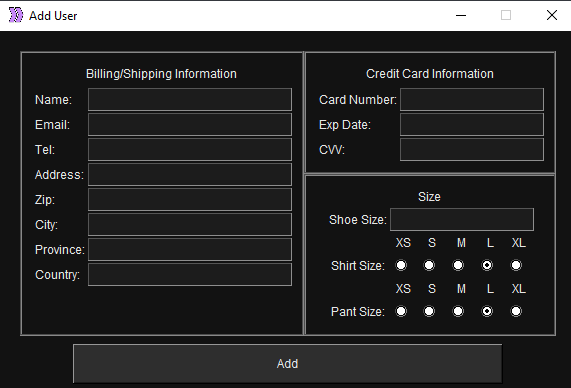 Add User
Billing/Shipping Information
Name:
Email:
Tel:
Address:
Zip:
City:
Province:
Country:
Credit Card Information
Card Number:
Exp Date:
CVV:
Size
Shoe Size:
XS S M L XL
Shirt Size:
XS S M L XL
Pant Size:
Add